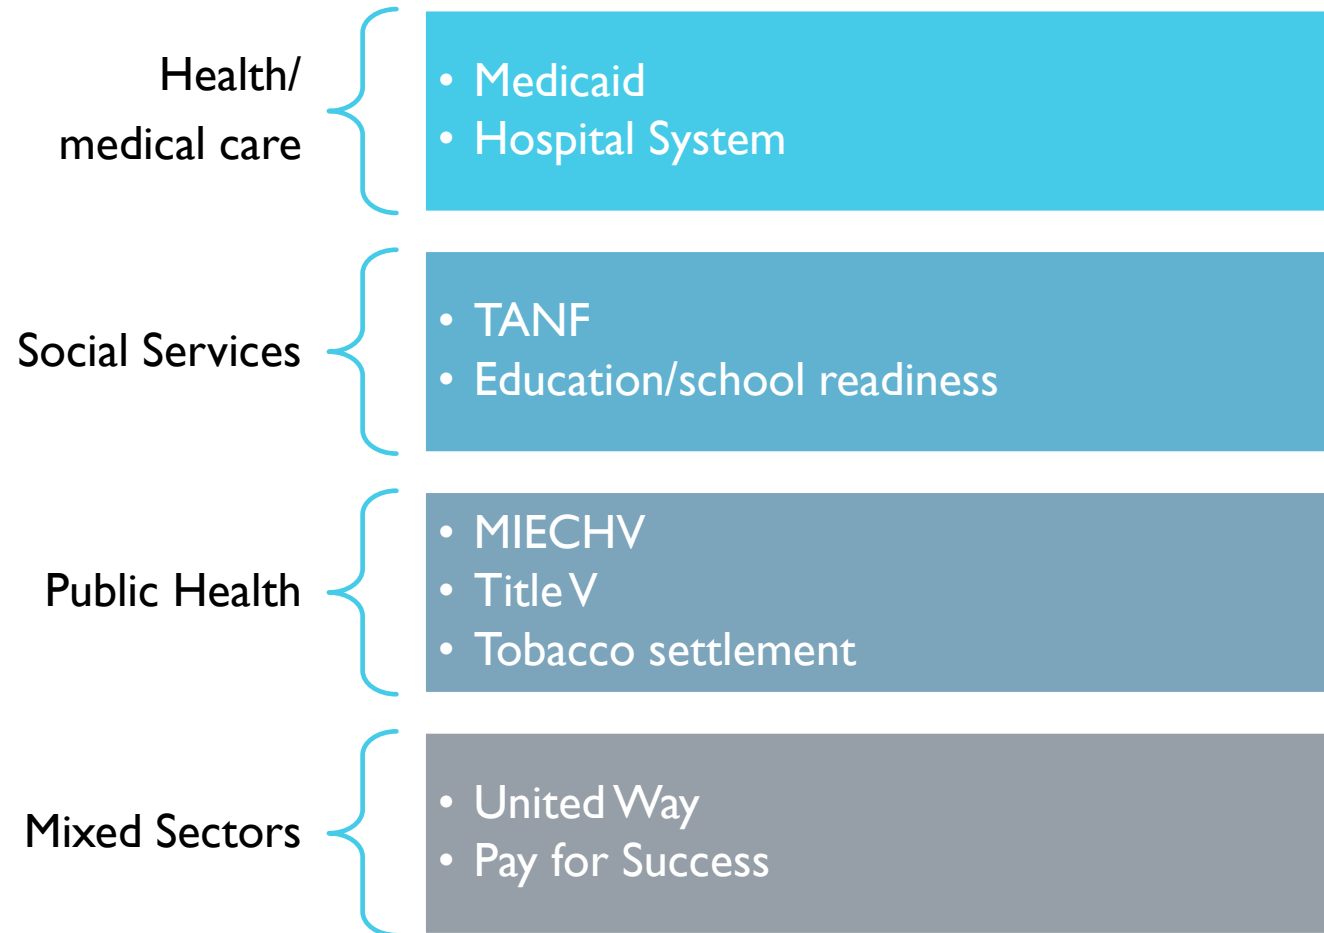 Health/
medical care
• Medicaid
• Hospital System
Social Services
• TANF
• Education/school readiness
Public Health
• MIECHV
• Title V
• Tobacco settlement
Mixed Sectors
• United Way
• Pay for Success